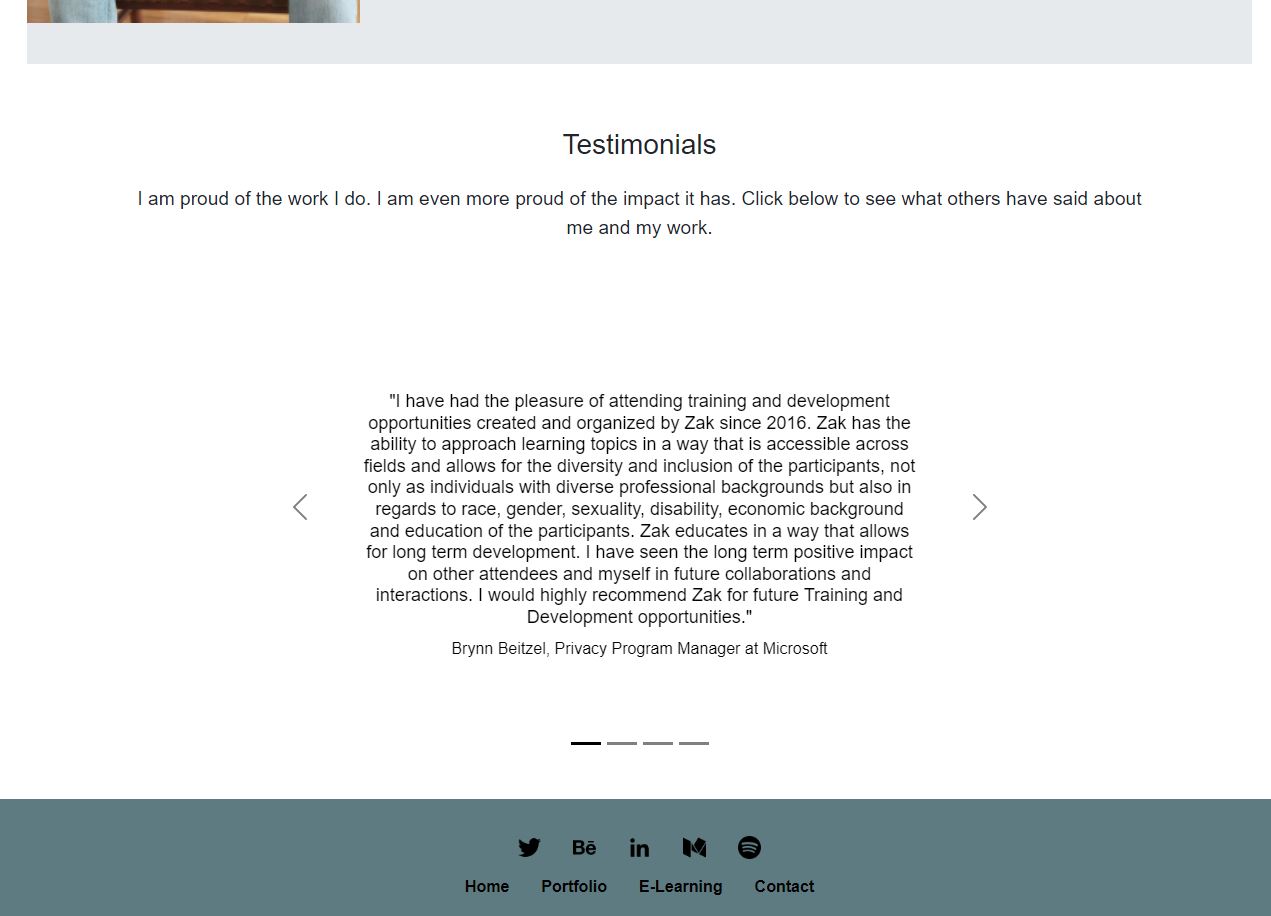 Testimonials
I am proud of the work I do. I am even more proud of the impact it has. Click below to see what others have said about
me and my work.
"I have had the pleasure of attending training and development
opportunities created and organized by Zak since 2016. Zak has the
ability to approach learning topics in a way that is accessible across
fields and allows for the diversity and inclusion of the participants, not
only as individuals with diverse professional backgrounds but also in
regards to race, gender, sexuality, disability, economic background
and education of the participants. Zak educates in a way that allows
for long term development. I have seen the long term positive impact
on other attendees and myself in future collaborations and
interactions. I would highly recommend Zak for future Training and
Development opportunities."
Brynn Beitzel, Privacy Program Manager at Microsoft
Bē in
Home Portfolio E-Learning Contact